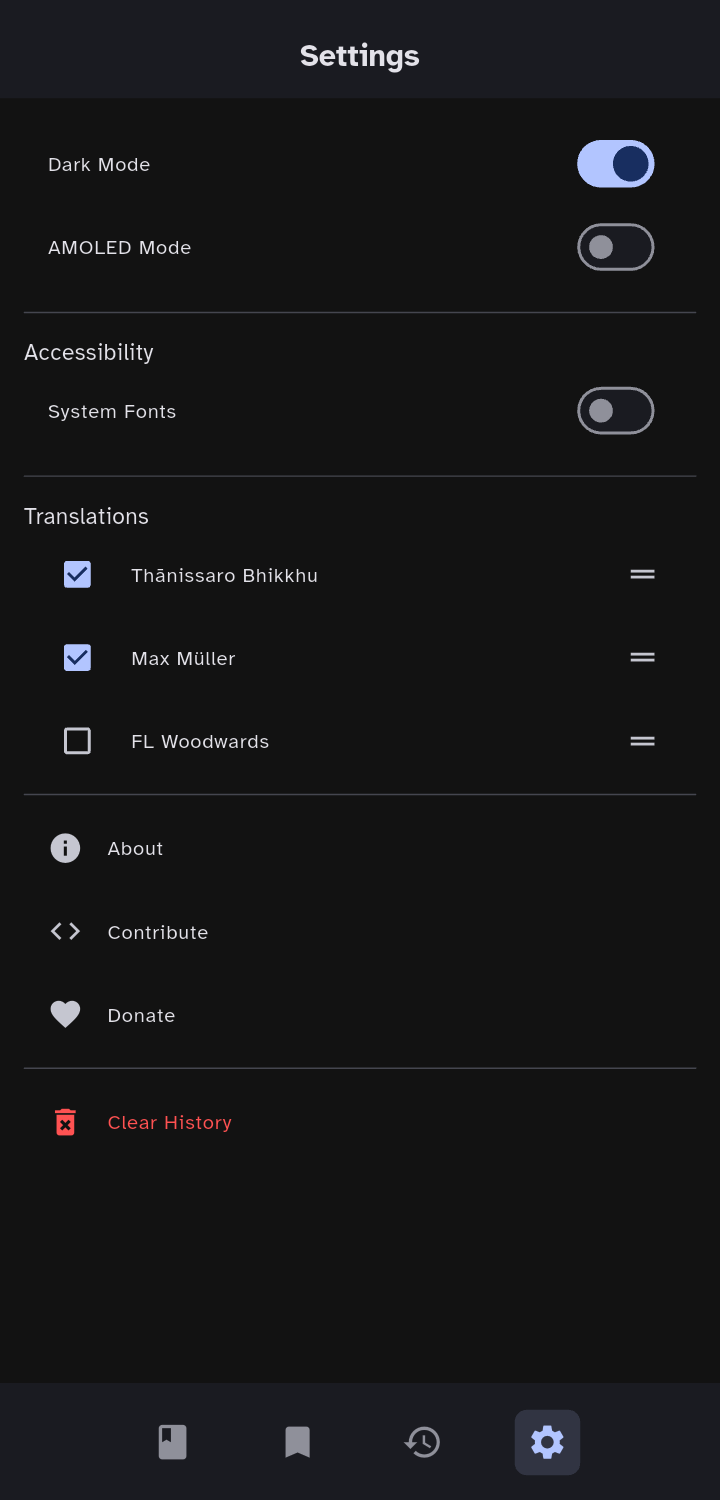 Settings
Dark Mode
AMOLED Mode
Accessibility
System Fonts
Translations
Thānissaro Bhikkhu
Max Müller
FL Woodwards
About
Contribute
Donate
Clear History